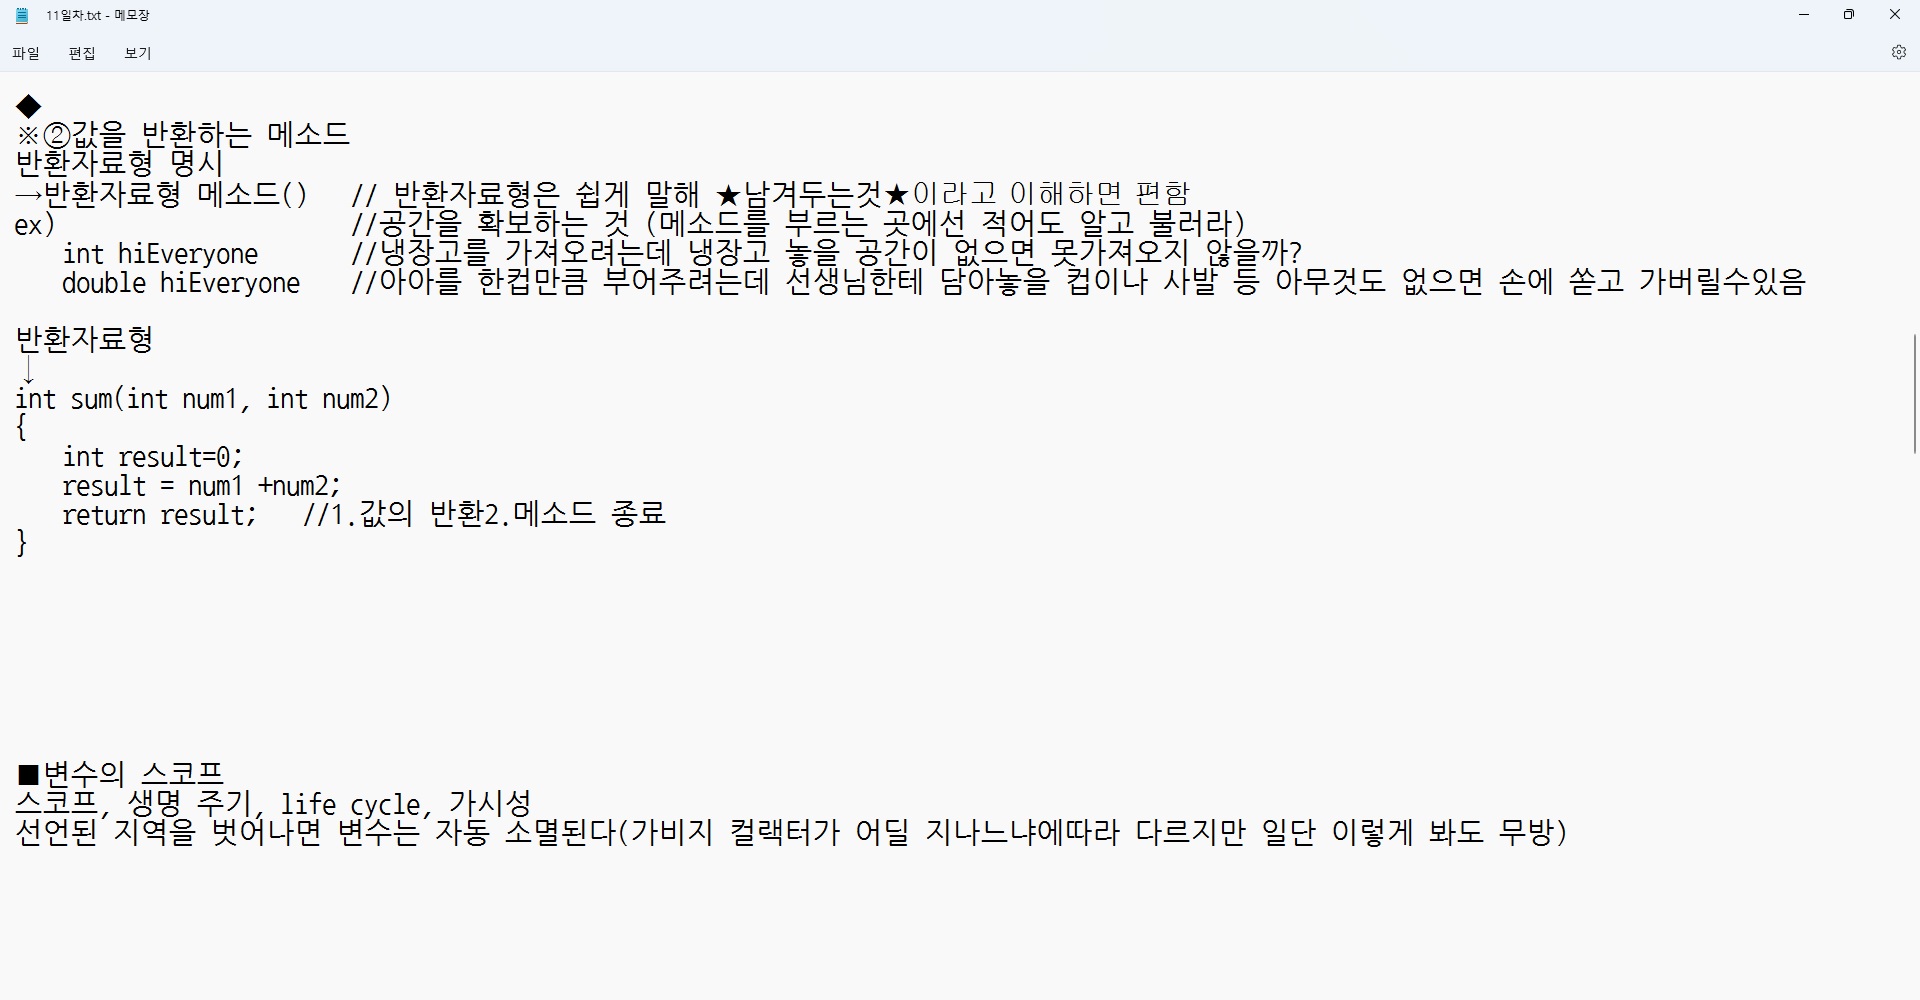 11일차.txt - 메모장
파일 편집 보기
◆
※②값을 반환하는 메소드
반환자료형 명시
→반환자료형 메소드() // 반환자료형은 쉽게 말해 ★남겨두는것★이라고 이해하면 편함
ex) //공간을 확보하는 것 (메소드를 부르는 곳에선 적어도 알고 불러라)
int hiEveryone //냉장고를 가져오려는데 냉장고 놓을 공간이 없으면 못가져오지 않을까?
double hiEveryone //아아를 한컵만큼 부어주려는데 선생님한테 담아놓을 컵이나 사발 등 아무것도 없으면 손에 쏟고 가버릴수있음
반환자료형
↓
int sum(int num1, int num2)
{
int result=0;
result = num1 +num2;
return result; //1.값의 반환2.메소드 종료
}
■변수의 스코프
스코프, 생명 주기, life cycle, 가시성
선언된 지역을 벗어나면 변수는 자동 소멸된다(가비지 컬랙터가 어딜 지나느냐에따라 다르지만 일단 이렇게 봐도 무방)